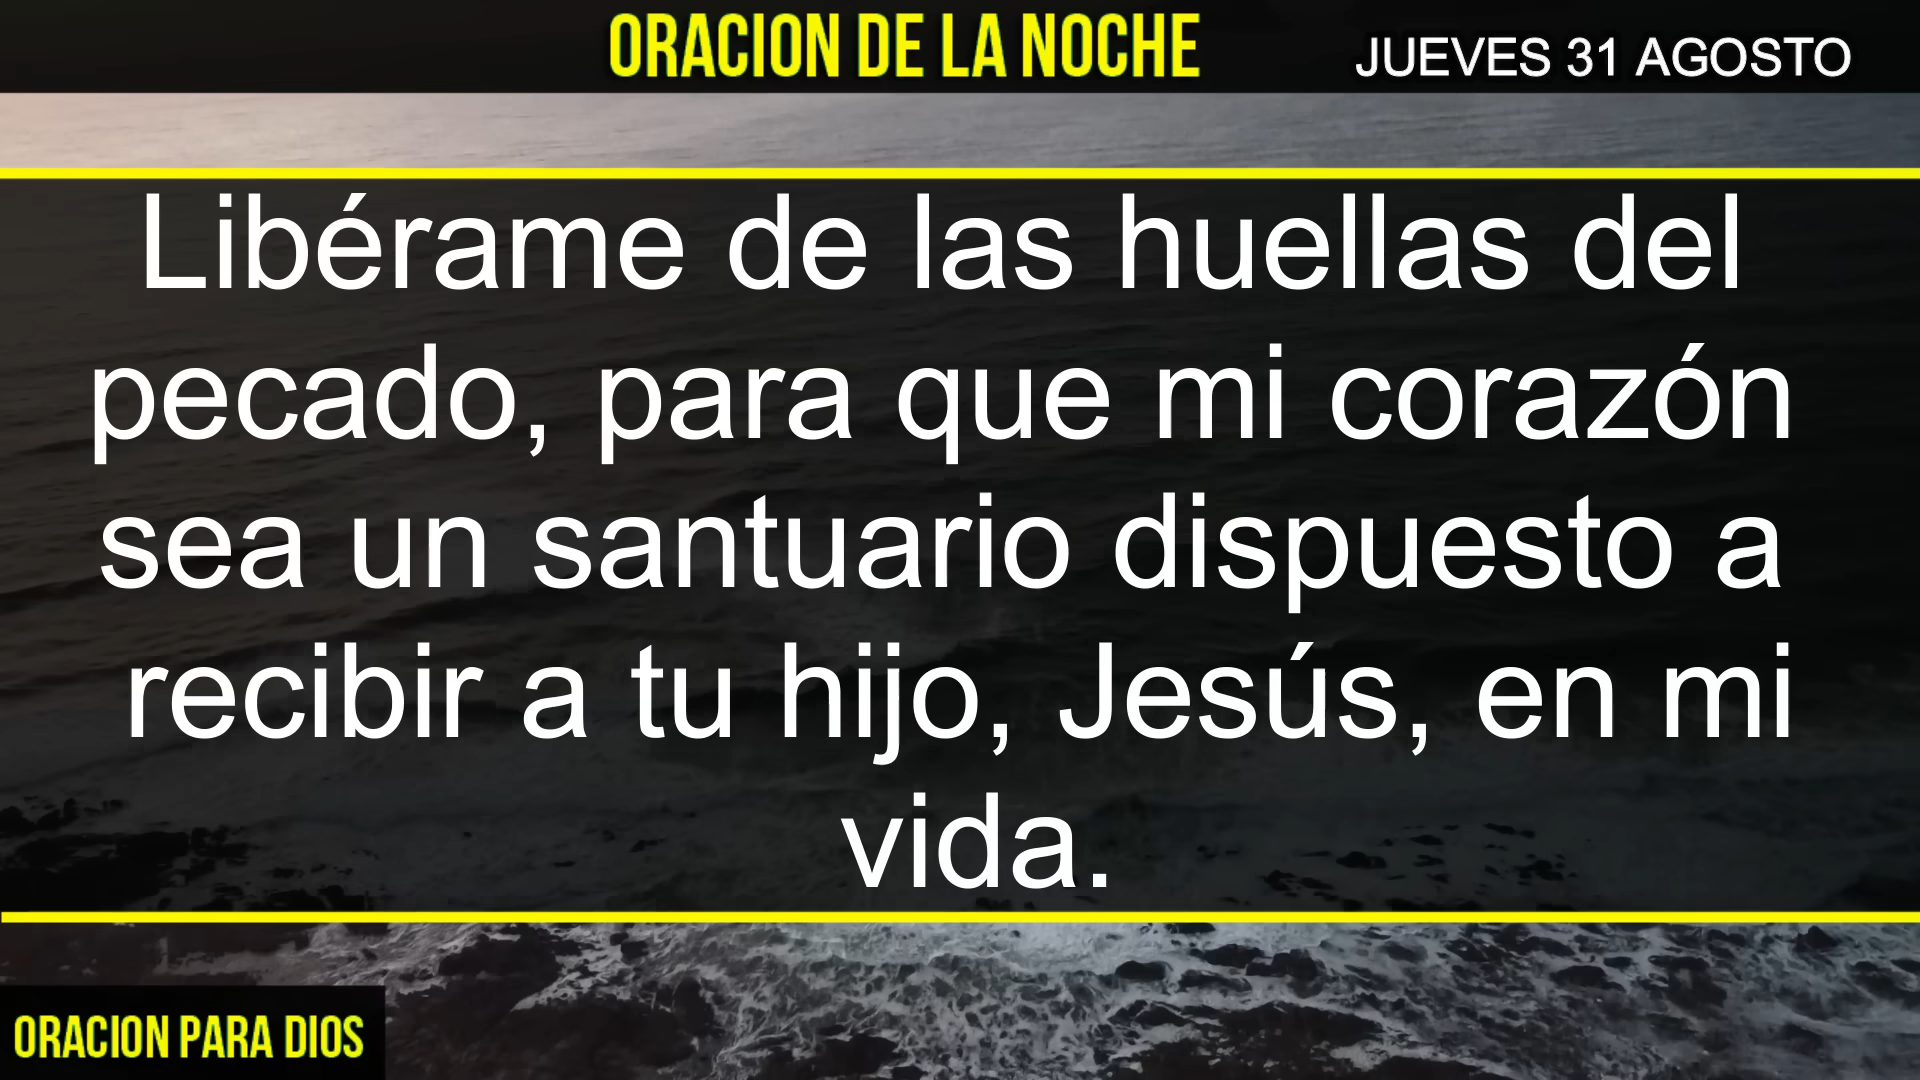 ORACION DE LA NOCHE
JUEVES 31 AGOSTO
Libérame de las huellas del
pecado, para que mi corazón
sea un santuario dispuesto a
recibir a tu hijo, Jesús, en mi
vida.
ORACION PARA DIOS